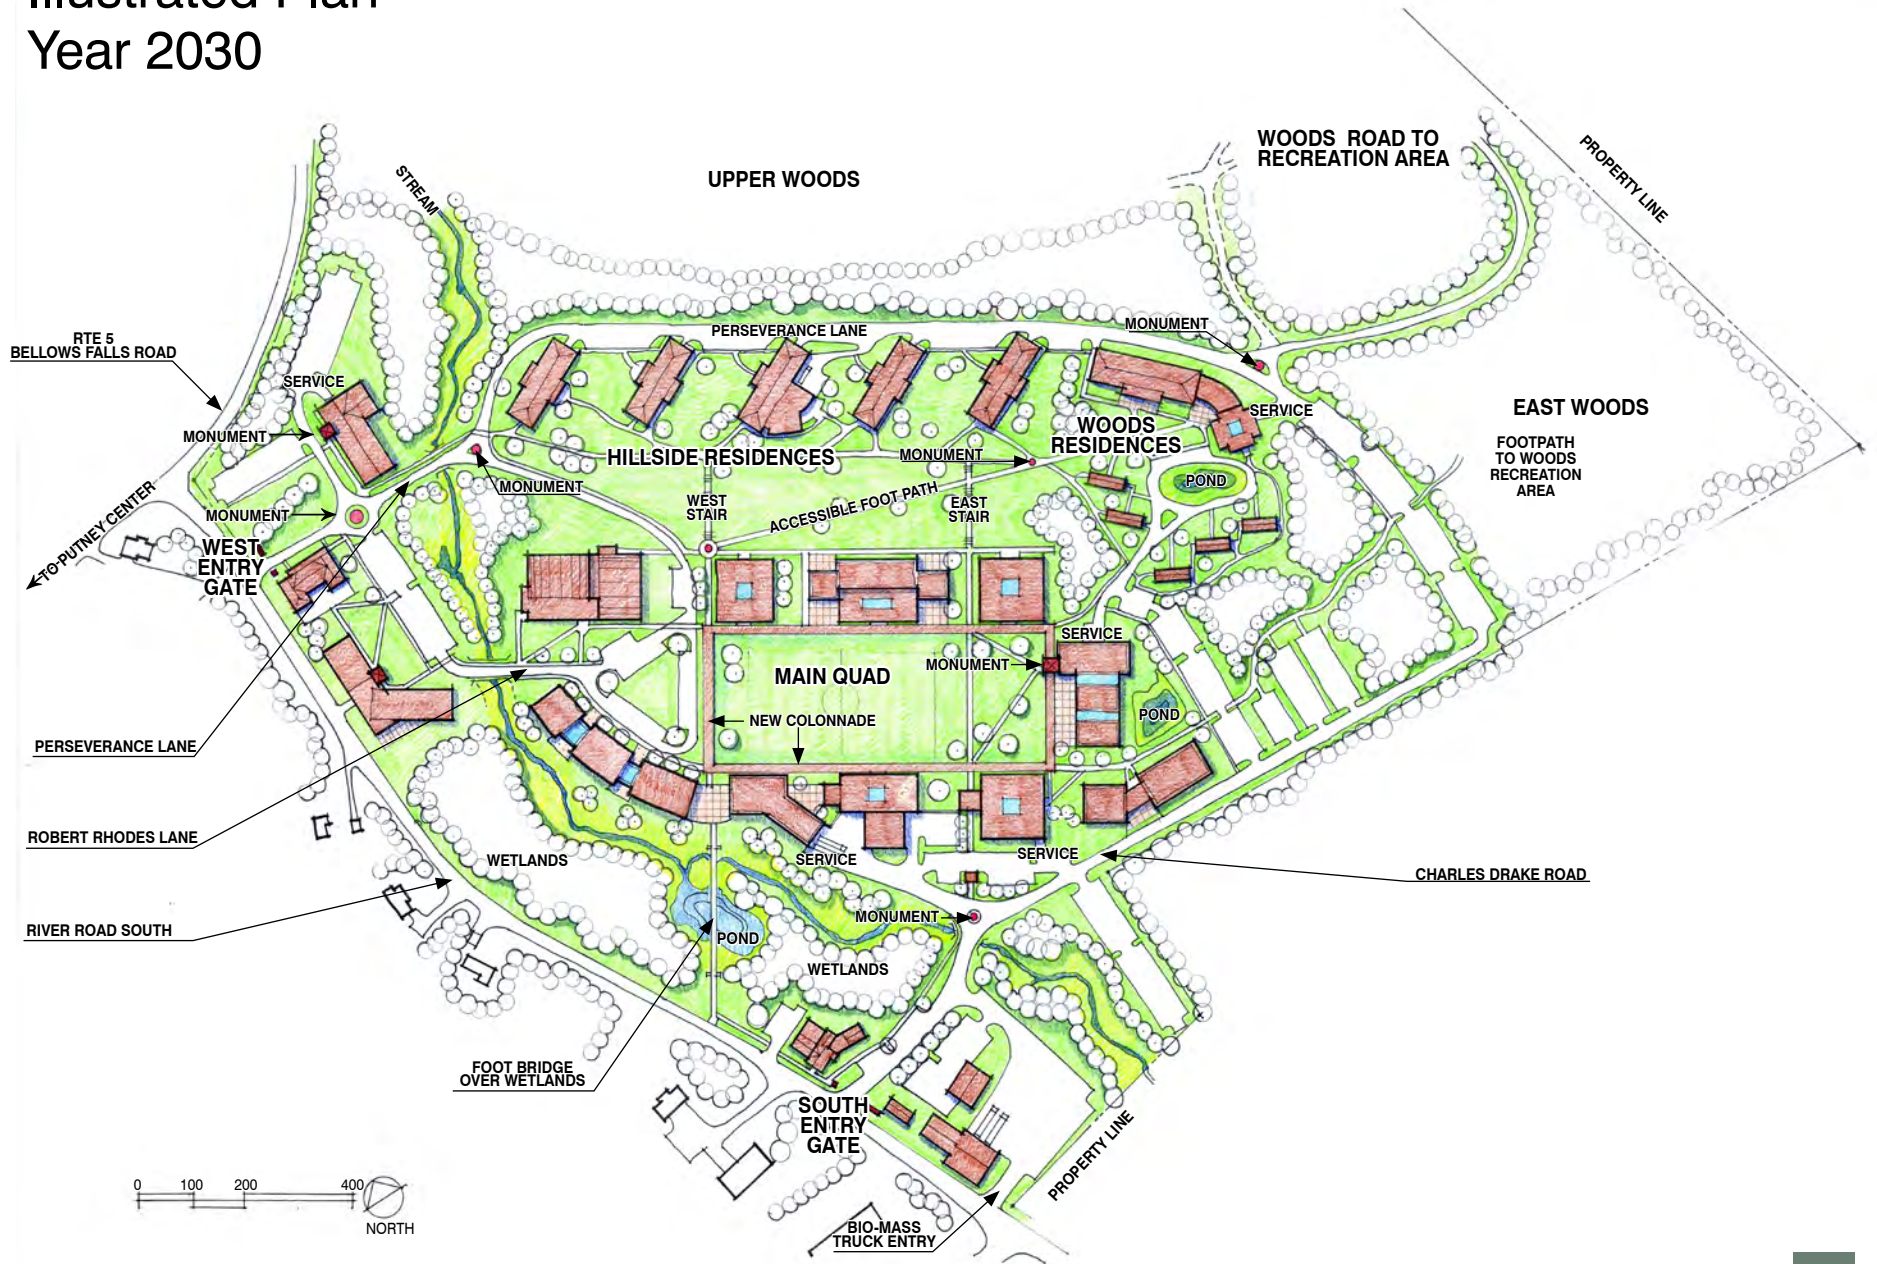 Illustrated Plan
Year 2030
WOODS ROAD TO
RECREATION AREA
PROPERTY LINE
STREAM
UPPER WOODS
RTE 5
BELLOWS FALLS ROAD
PERSEVERANCE LANE
MONUMENT
SERVICE
MONUMENT
SERVICE
EAST WOODS
FOOTPATH
TO WOODS
RECREATION
AREA
WOODS
RESIDENCES
HILLSIDE RESIDENCES
MONUMENT
MONUMENT
POND
TO PUTNEY CENTER
MONUMENT
WEST
STAIR
ACCESSIBLE FOOT PATH
EAST
STAIR
WEST
ENTRY
GATE
SERVICE
MONUMENT
MAIN QUAD
POND
NEW COLONNADE
PERSEVERANCE LANE
ROBERT RHODES LANE
WETLANDS
SERVICE
SERVICE
CHARLES DRAKE ROAD
RIVER ROAD SOUTH
MONUMENT
POND
WETLANDS
FOOT BRIDGE
OVER WETLANDS
SOUTH
ENTRY
GATE
PROPERTY LINE
0 100 200 400
NORTH
BIO-MASS
TRUCK ENTRY